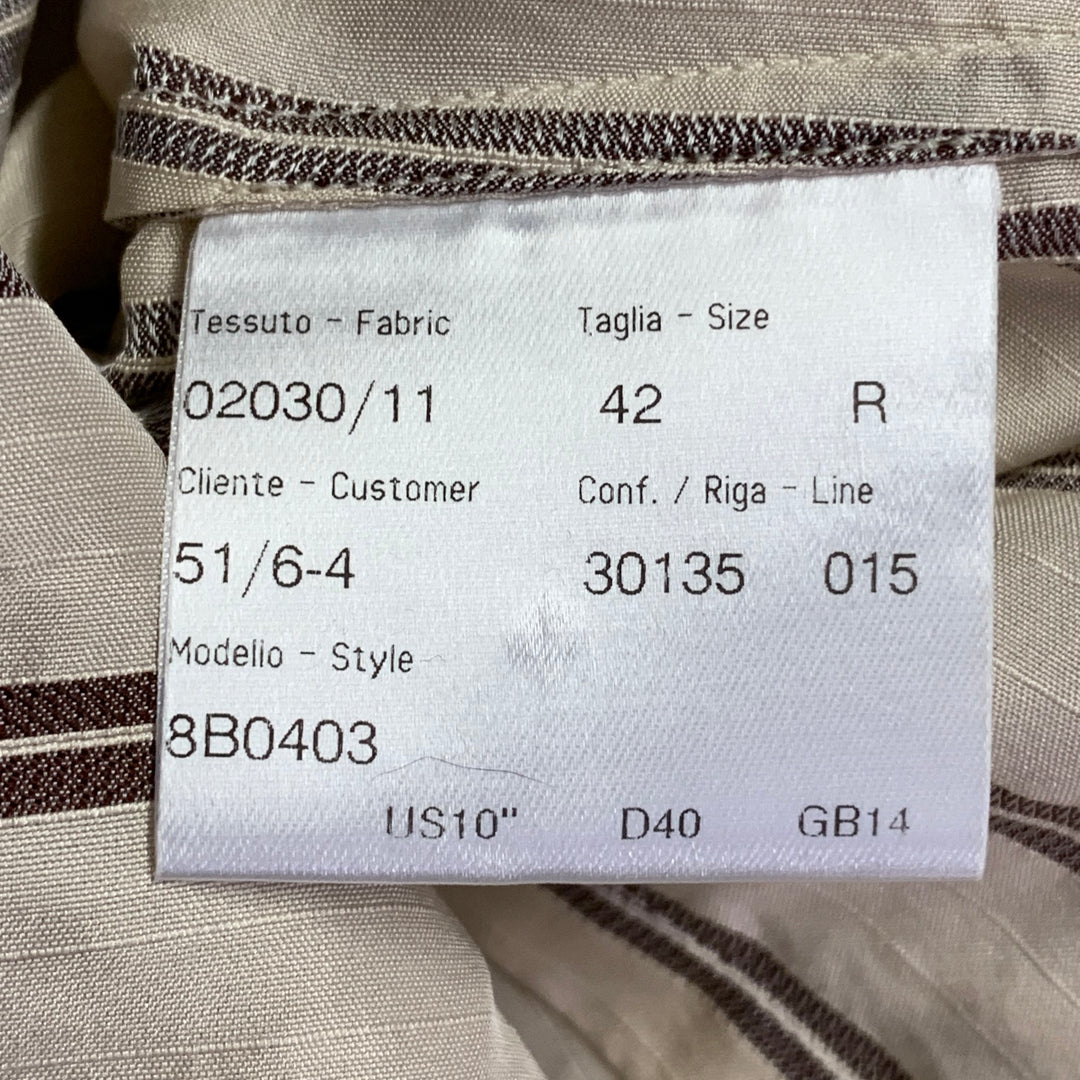 Tessuto - Fabric Taglia - Size
02030/11 42 R
Cliente - Customer Conf. / Riga - Line
51/6-4 30135 015
Modello - Style
8B0403
US10" D40 GB14